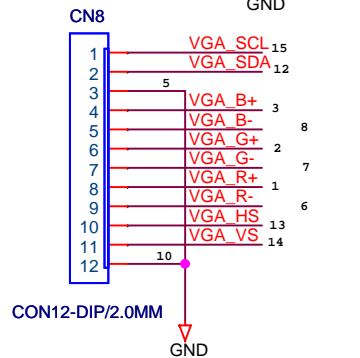 GND
CN8
1 VGA_SCL 15
2 VGA_SDA 12
3 5
4 VGA_B+ 3
5 VGA_B- 8
6 VGA_G+ 2
7 VGA_G- 7
8 VGA_R+ 1
9 VGA_R- 6
10 VGA_HS 13
11 VGA_VS 14
12 10
CON12-DIP/2.0MM
GND